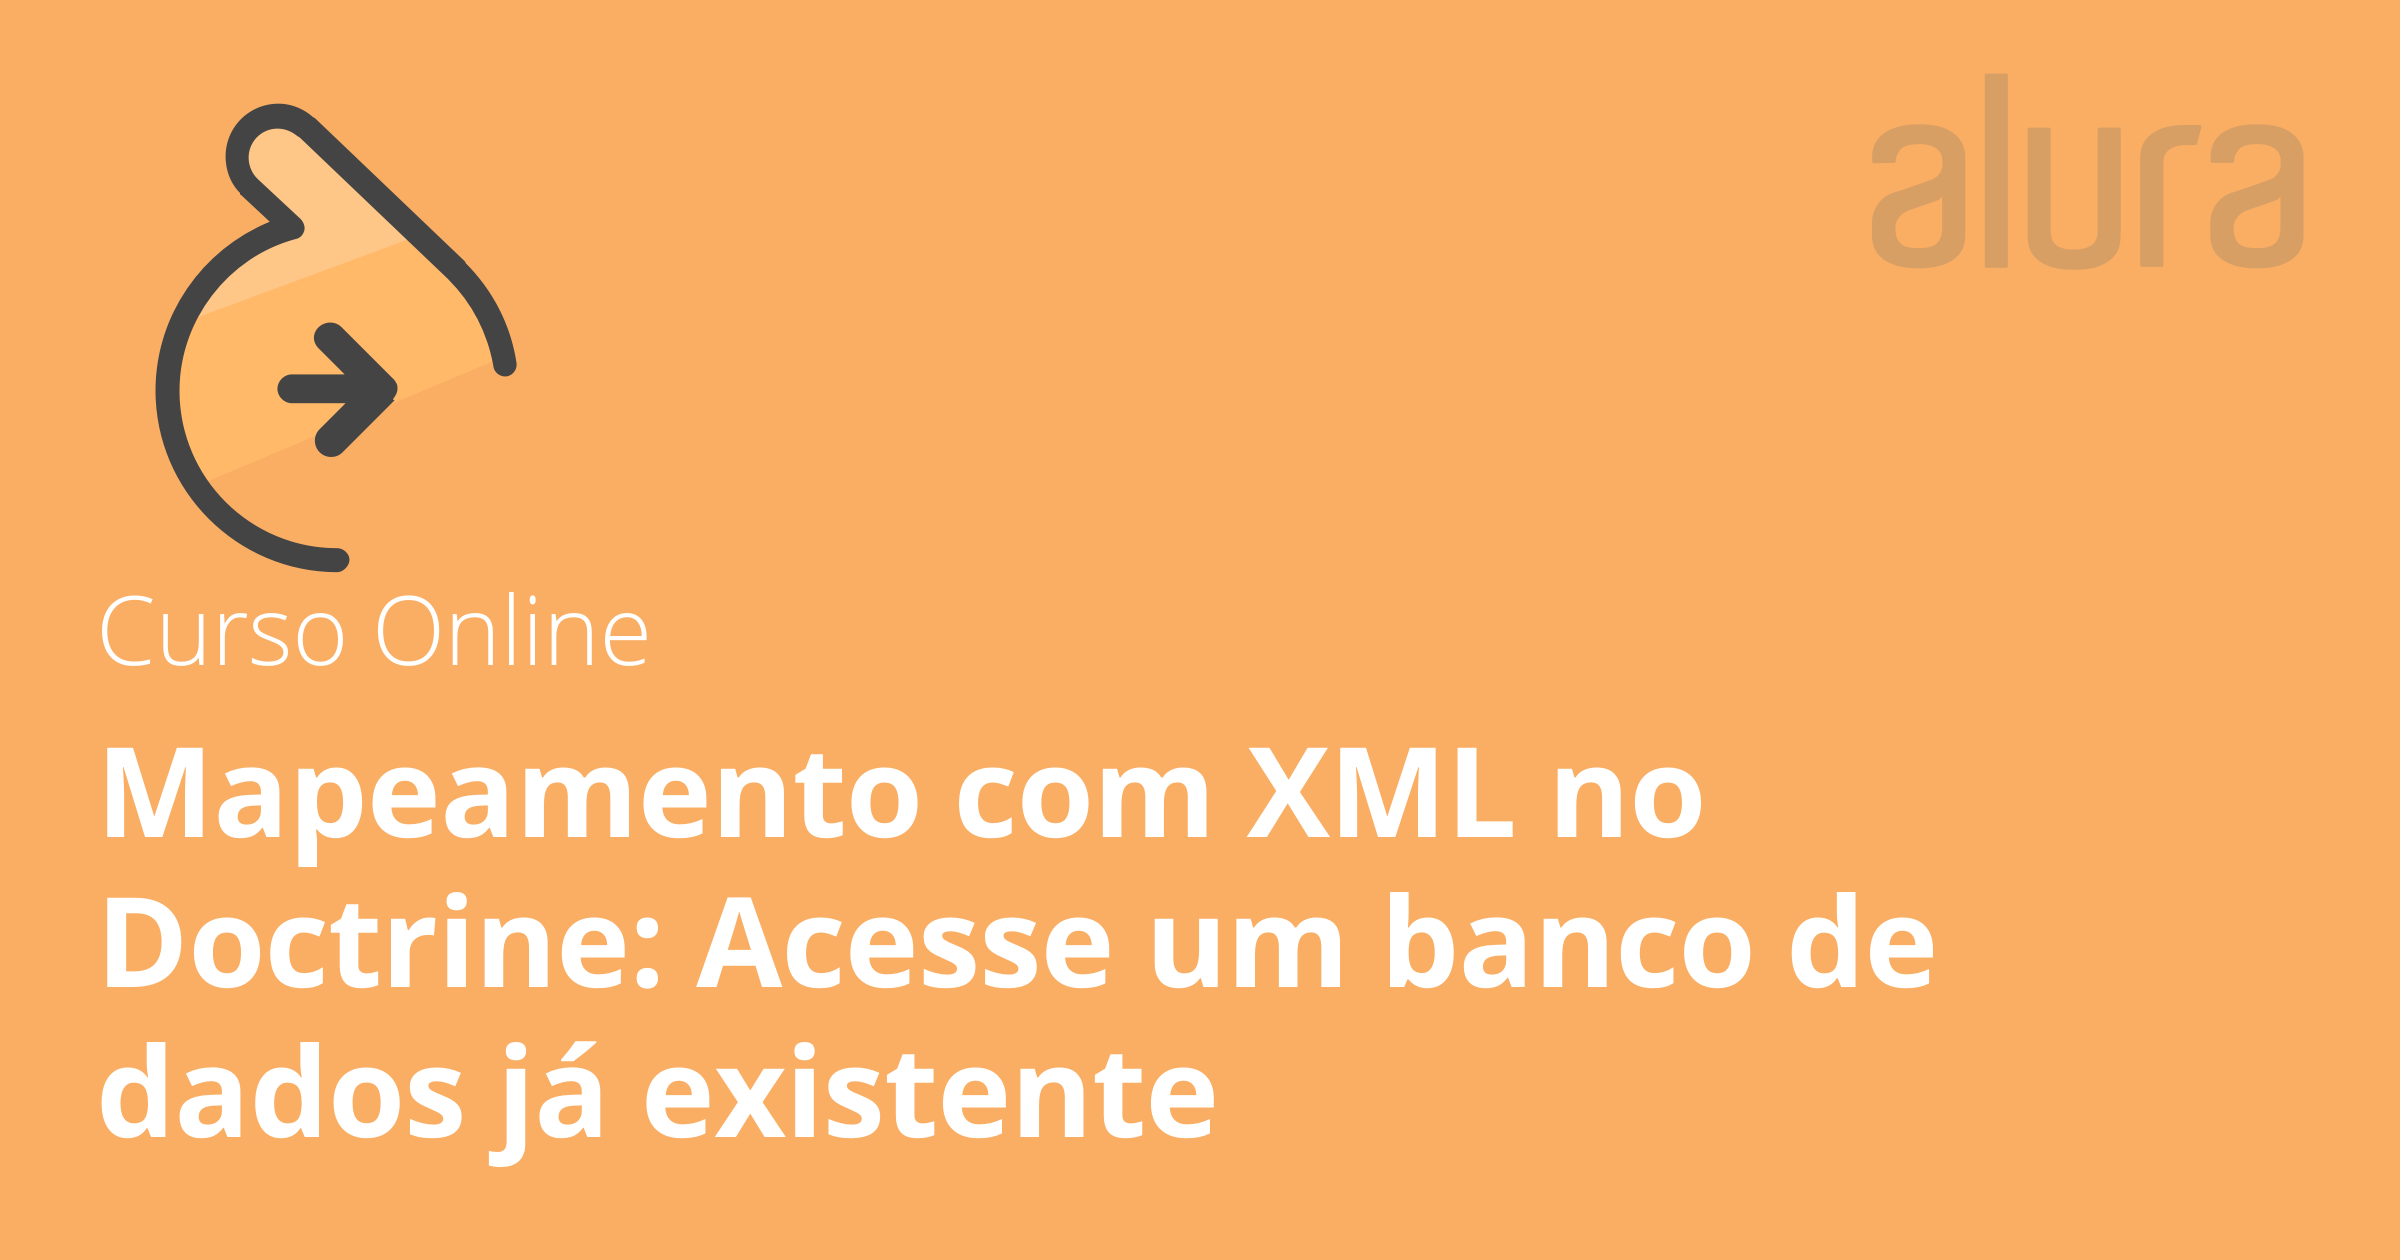 alura
Curso Online
Mapeamento com XML no
Doctrine: Acesse um banco de
dados já existente